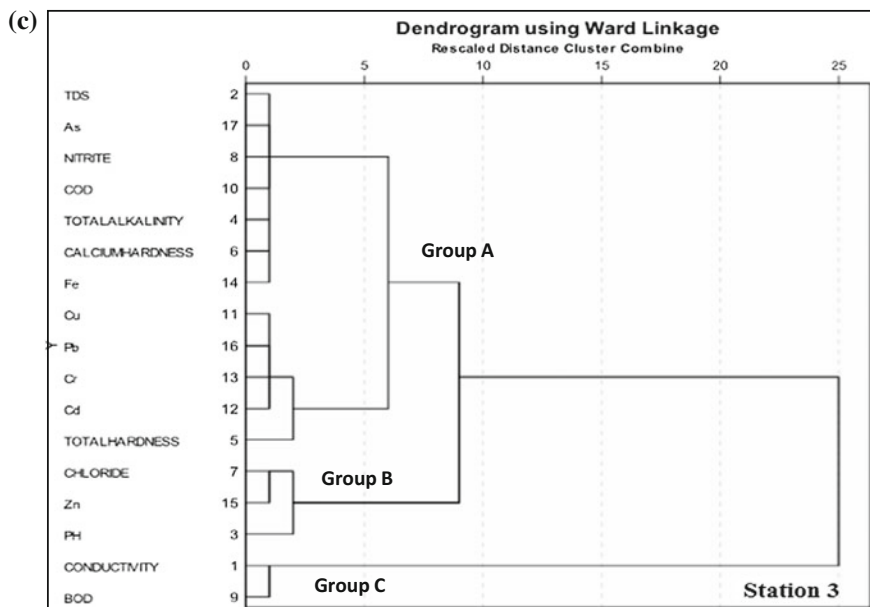 (c)
Dendrogram using Ward Linkage
Rescaled Distance Cluster Combine
0 5 10 15 20 25
TDS 2
As 17
NITRITE 8
COD 10
TOTALALKALINITY 4
CALCIUMHARDNESS 6
Fe 14
Group A
Cu 11
Y
Pb 16
Cr 13
Cd 12
TOTALHARDNESS 5
CHLORIDE 7
Group B
Zn 15
PH 3
CONDUCTIVITY 1
Group C
Station 3
BOD 9